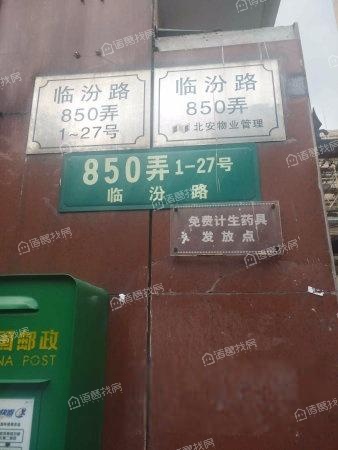 临汾路
850弄
1~27号
临汾路
850弄
北安物业管理
850弄1-27号
临汾路
免费计生药具
发放点
国邮政
NA POST